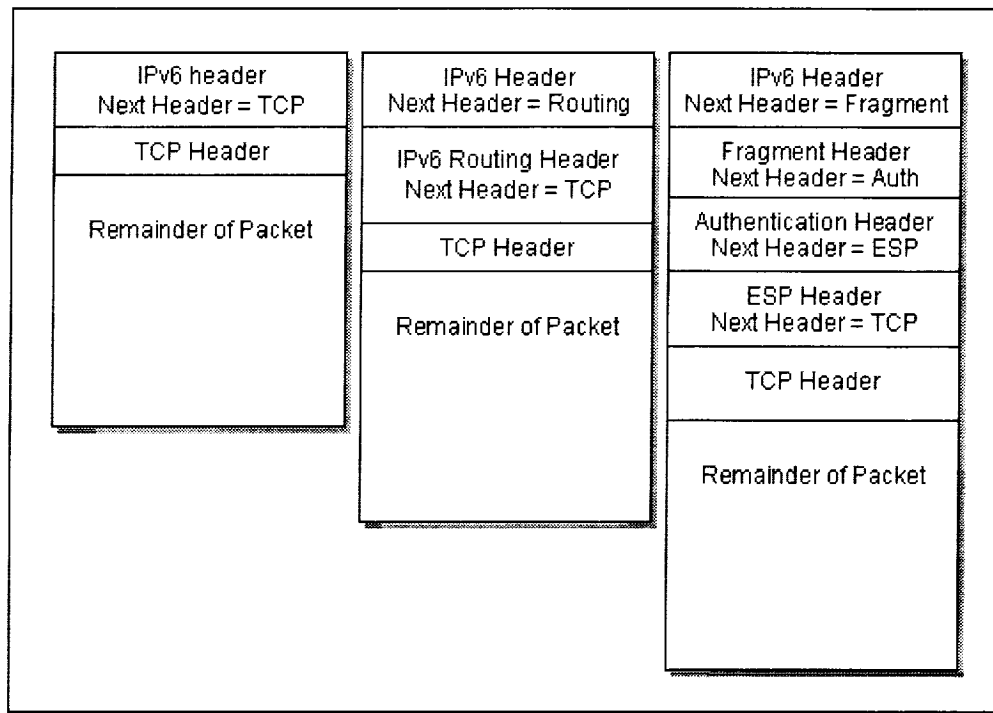 IPv6 header
Next Header = TCP
TCP Header
Remainder of Packet
IPv6 Header
Next Header = Routing
IPv6 Routing Header
Next Header = TCP
TCP Header
Remainder of Packet
IPv6 Header
Next Header = Fragment
Fragment Header
Next Header = Auth
Authentication Header
Next Header = ESP
ESP Header
Next Header = TCP
TCP Header
Remainder of Packet